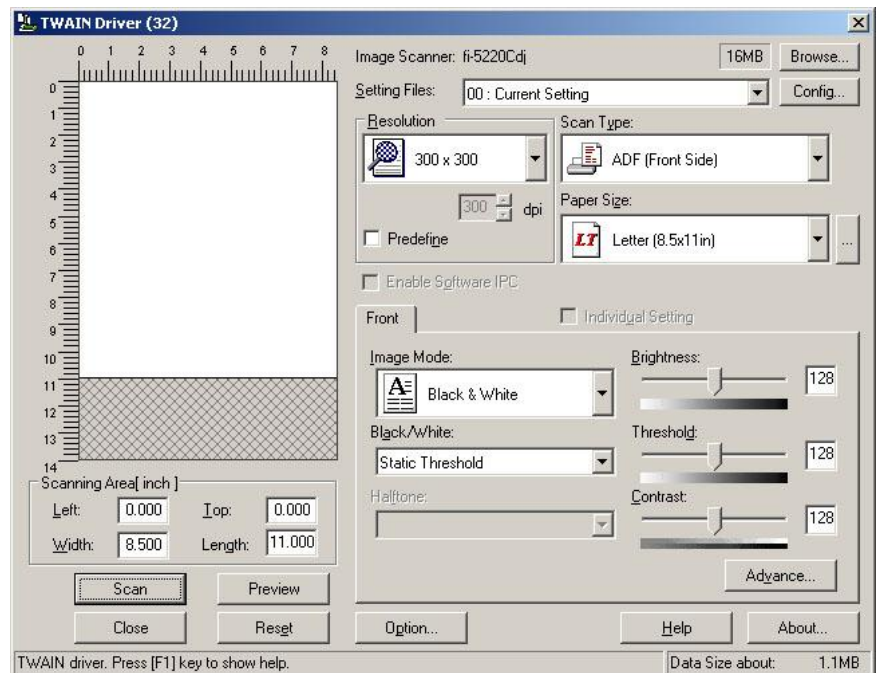 TWAIN Driver (32)
0 1 2 3 4 5 6 7 8
0
1
2
3
4
5
6
7
8
9
10
11
12
13
14
Image Scanner: fi-5220Cdj
16MB
Browse...
Setting Files:
00 : Current Setting
Config...
Resolution
300 x 300
300 dpi
Predefine
Scan Type:
ADF (Front Side)
Paper Size:
LT
Letter (8.5x11in)
...
Enable Software IPC
Front
Individual Setting
Image Mode:
A
Black & White
Black/White:
Static Threshold
Halftone:
Brightness:
128
Threshold:
128
Contrast:
128
Advance...
Scanning Area[ inch ]
Left: 0.000 Top: 0.000
Width: 8.500 Length: 11.000
Scan Preview
Close Reset Option... Help About...
TWAIN driver. Press [F1] key to show help. Data Size about: 1.1MB